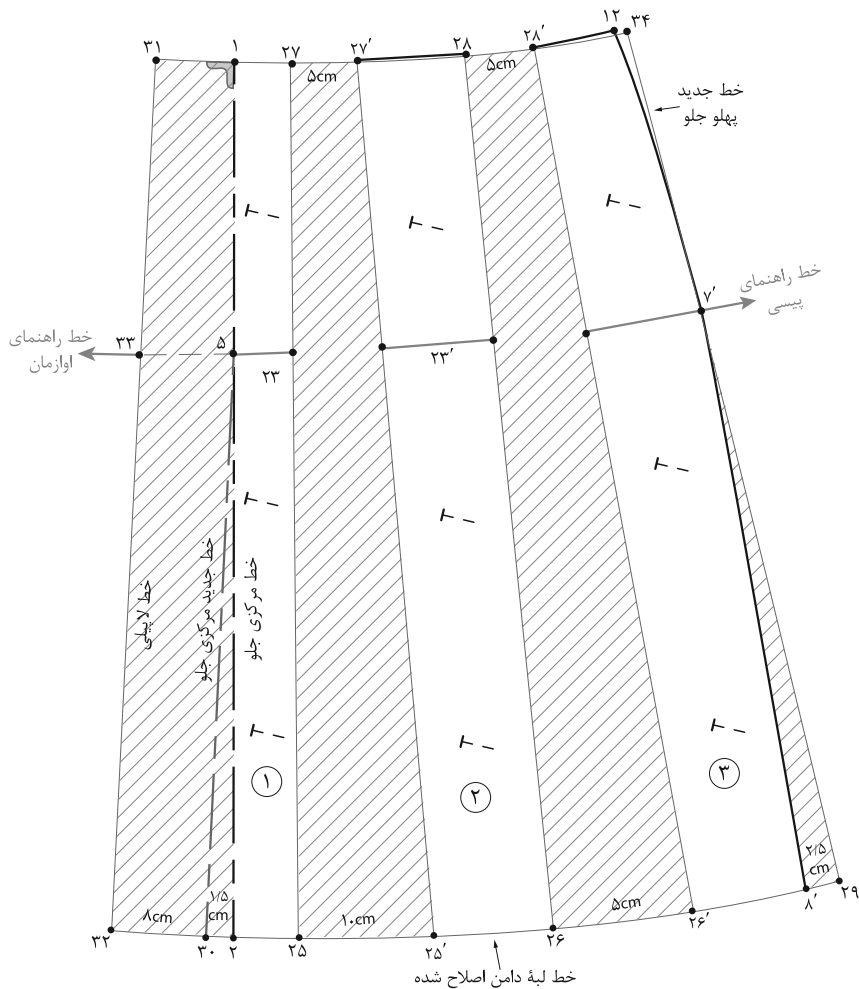 ۱۲
۳۴
۲۸′
۲۸
۲۷′
۲۷
۱
۳۱
۵cm
۵cm
خط جدید
پهلو جلو
خط راهنمای
پیسی
۷′
۵
۳۳
خط راهنمای
اوازمان
۲۳
۲۳′
خط لاپیلی
خط جدید مرکزی جلو
خط مرکزی جلو
۱
۲
۳
۲/۵
cm
۱/۵
cm
۸cm
۱۰cm
۵cm
۲۹
۸′
۲۶′
۲۶
۲۵′
۲۵
۲
۳۰
۳۲
خط لبهٔ دامن اصلاح شده